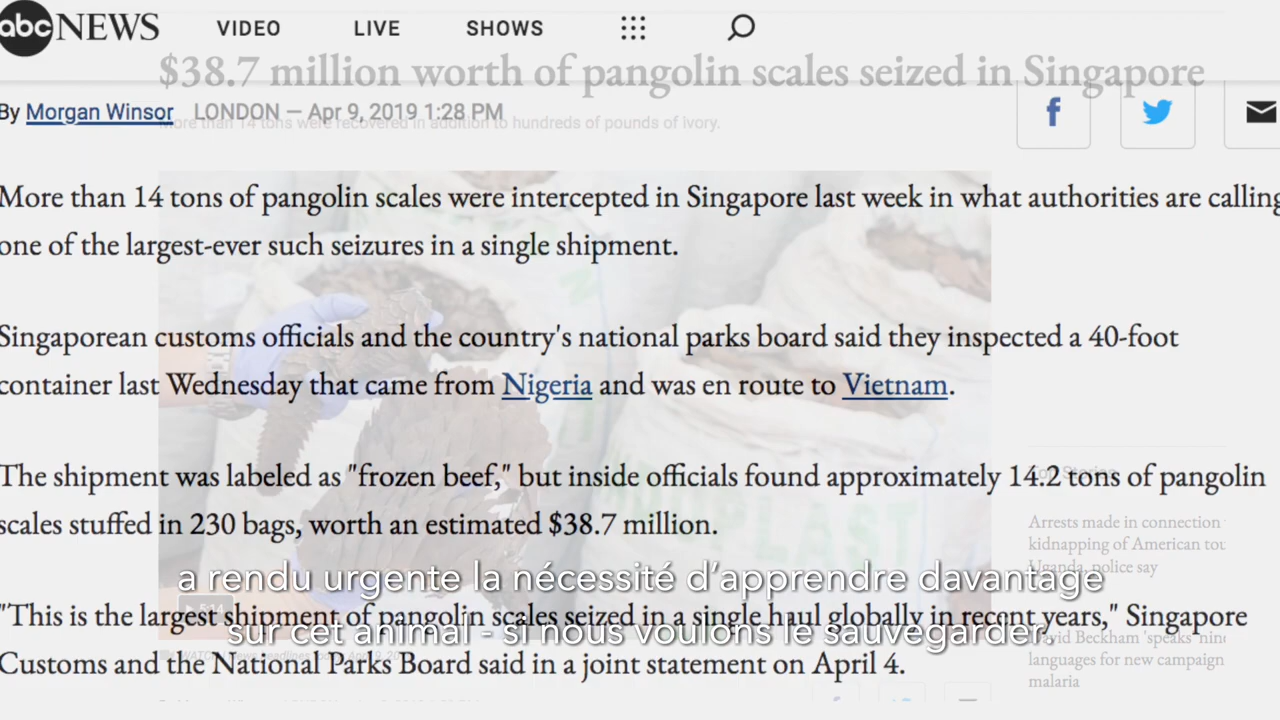 abc NEWS VIDEO LIVE SHOWS
$38.7 million worth of pangolin scales seized in Singapore
By Morgan Winsor LONDON — Apr 9, 2019 1:28 PM
More than 14 tons were recovered in addition to hundreds of pounds of ivory.
More than 14 tons of pangolin scales were intercepted in Singapore last week in what authorities are calling
one of the largest-ever such seizures in a single shipment.
Singaporean customs officials and the country's national parks board said they inspected a 40-foot
container last Wednesday that came from Nigeria and was en route to Vietnam.
The shipment was labeled as "frozen beef," but inside officials found approximately 14.2 tons of pangolin
scales stuffed in 230 bags, worth an estimated $38.7 million.
"This is the largest shipment of pangolin scales seized in a single haul globally in recent years," Singapore
Customs and the National Parks Board said in a joint statement on April 4.
Top Stories
Arrests made in connection
kidnapping of American tou
Uganda, police say
David Beckham 'speaks' nine
languages for new campaign
malaria
5:14
a rendu urgente la nécessité d'apprendre davantage
sur cet animal - si nous voulons le sauvegarder.